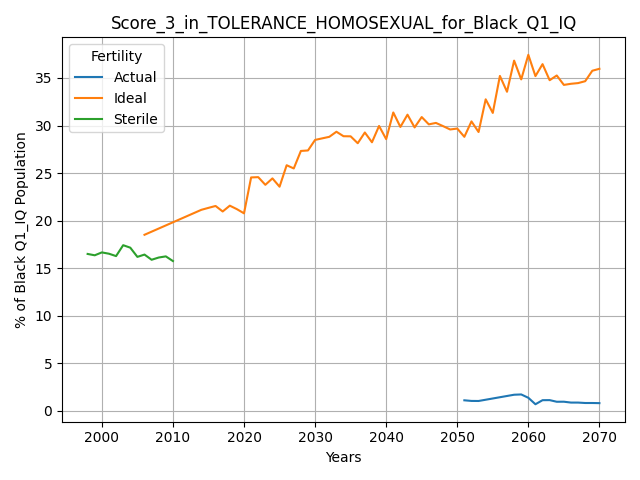 Score_3_in_TOLERANCE_HOMOSEXUAL_for_Black_Q1_IQ
Fertility
Actual
Ideal
Sterile
% of Black Q1_IQ Population
35
30
25
20
15
10
5
0
2000 2010 2020 2030 2040 2050 2060 2070
Years